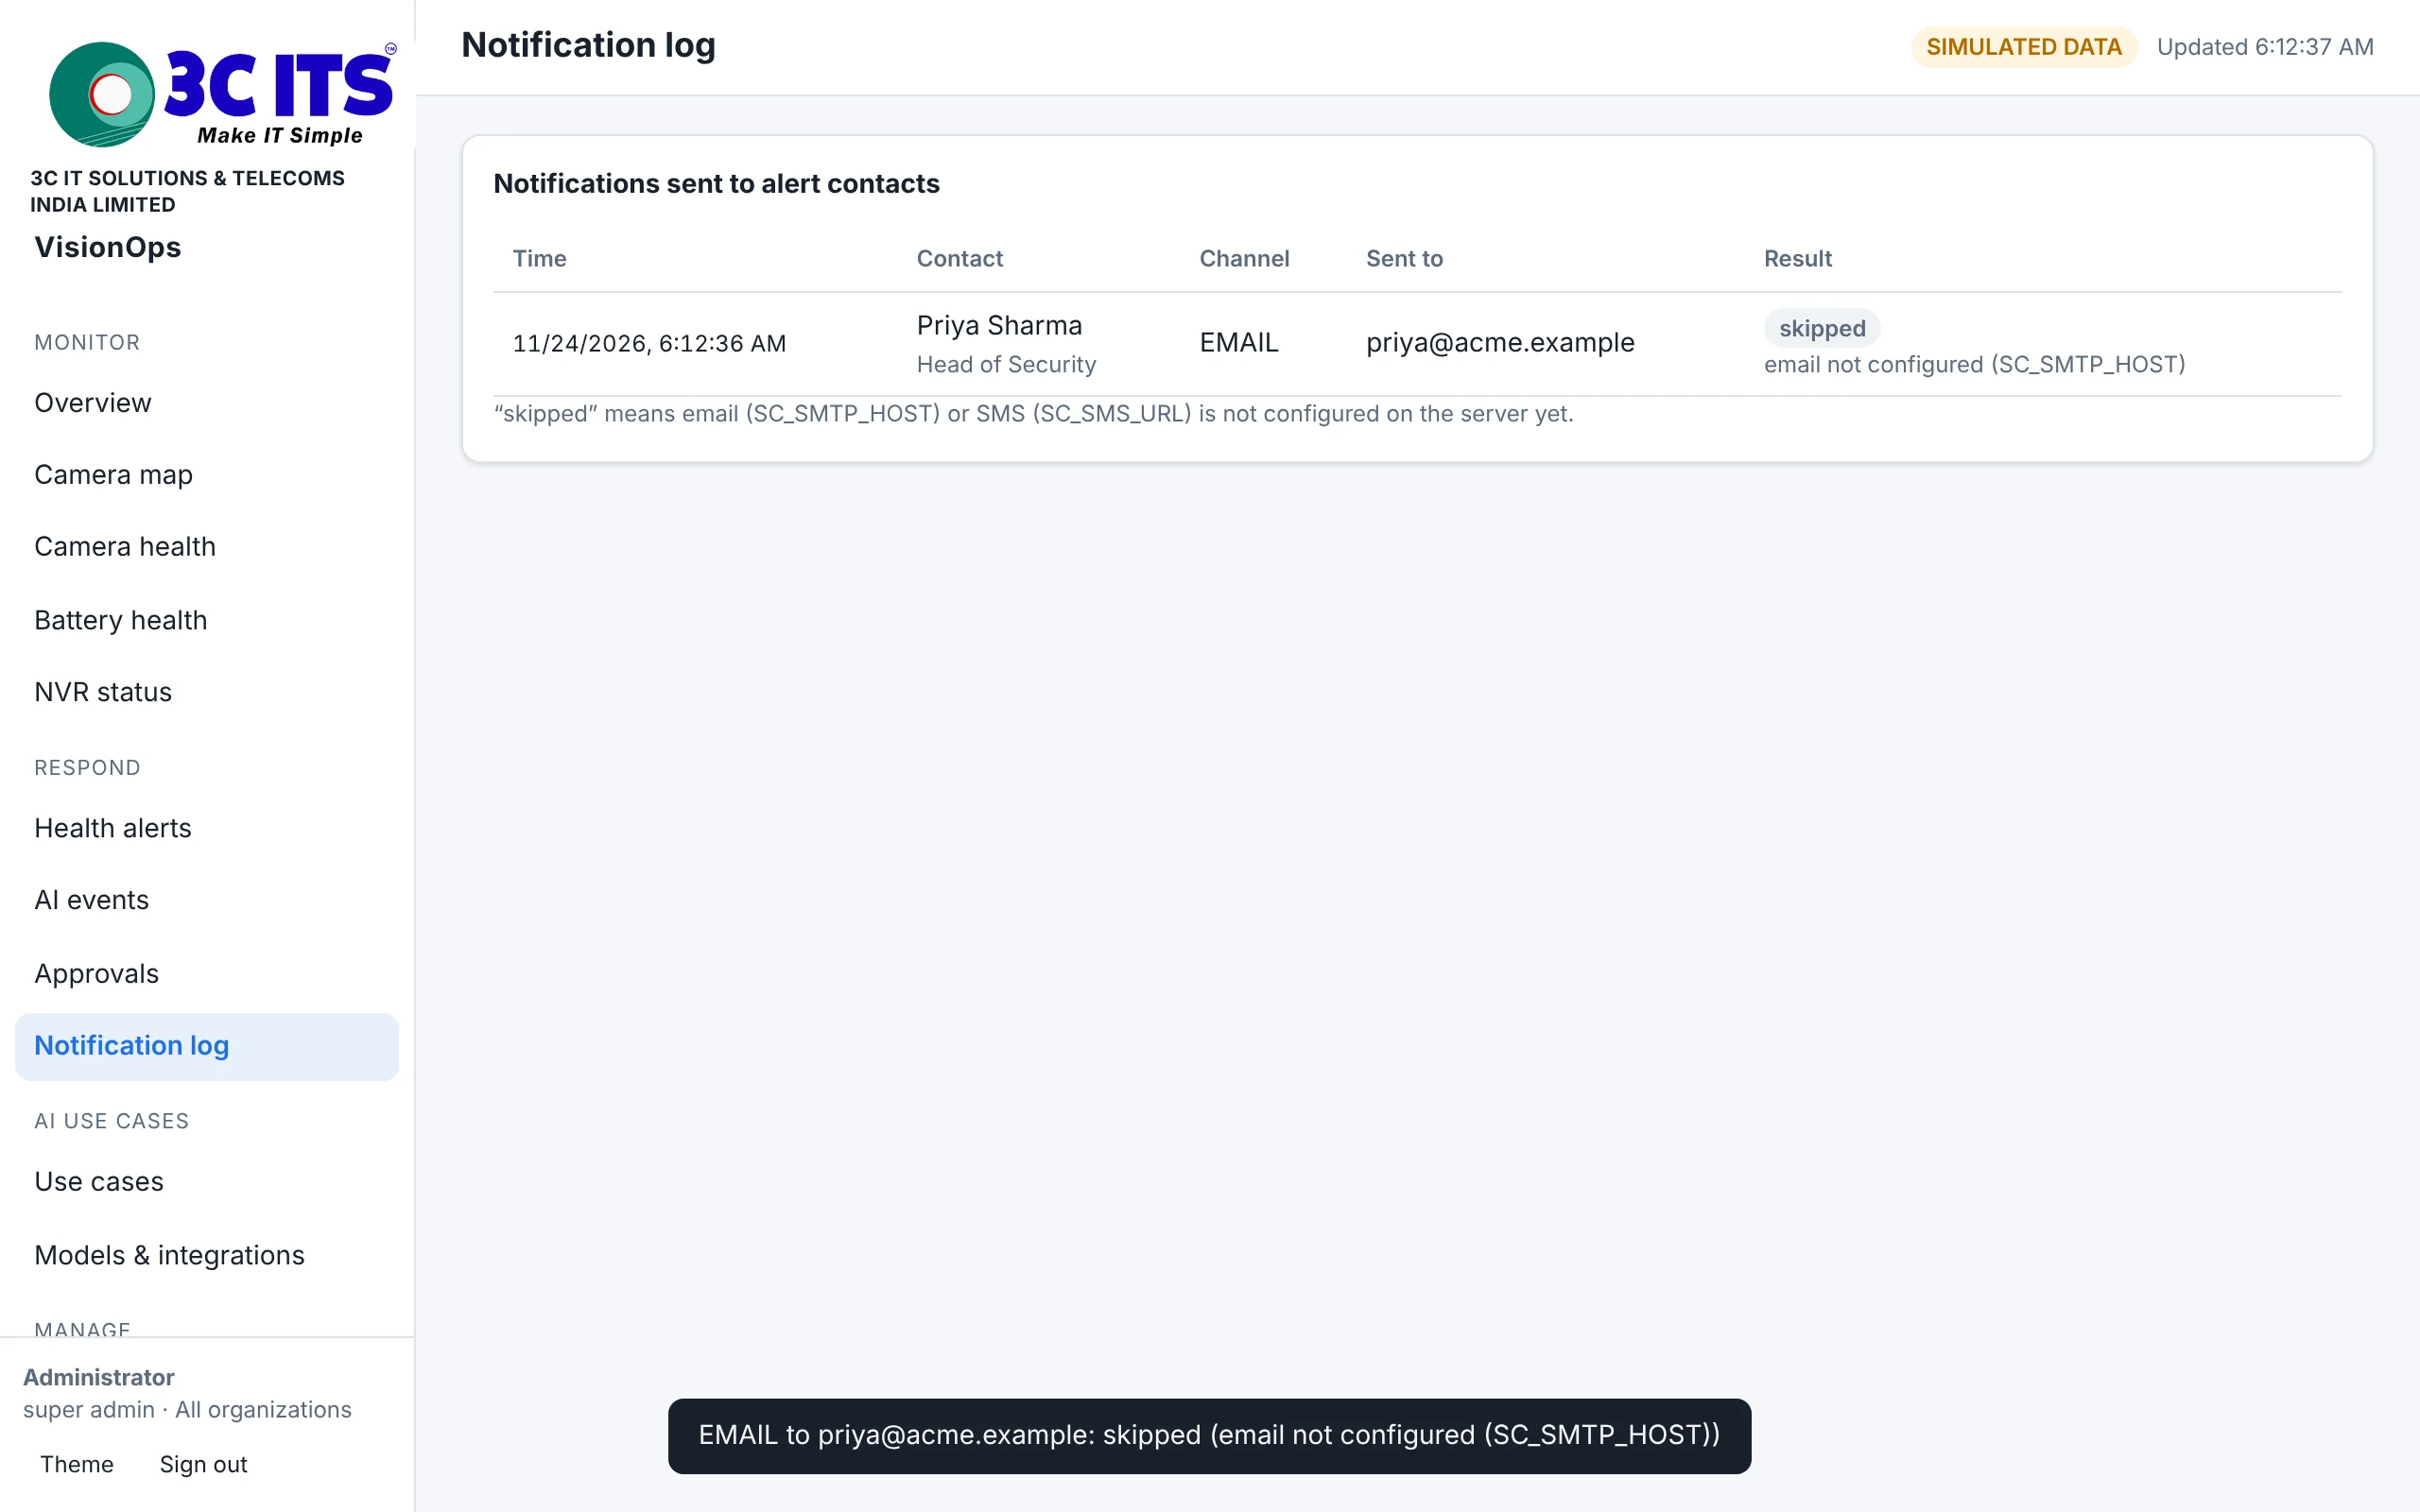 3C ITS
TM
Make IT Simple
3C IT SOLUTIONS & TELECOMS
INDIA LIMITED
VisionOps
MONITOR
Overview
Camera map
Camera health
Battery health
NVR status
RESPOND
Health alerts
AI events
Approvals
Notification log
AI USE CASES
Use cases
Models & integrations
MANAGE
Administrator
super admin · All organizations
Theme Sign out
Notification log
SIMULATED DATA Updated 6:12:37 AM
Notifications sent to alert contacts
Time Contact Channel Sent to Result
11/24/2026, 6:12:36 AM Priya Sharma EMAIL priya@acme.example skipped
Head of Security email not configured (SC_SMTP_HOST)
“skipped” means email (SC_SMTP_HOST) or SMS (SC_SMS_URL) is not configured on the server yet.
EMAIL to priya@acme.example: skipped (email not configured (SC_SMTP_HOST))